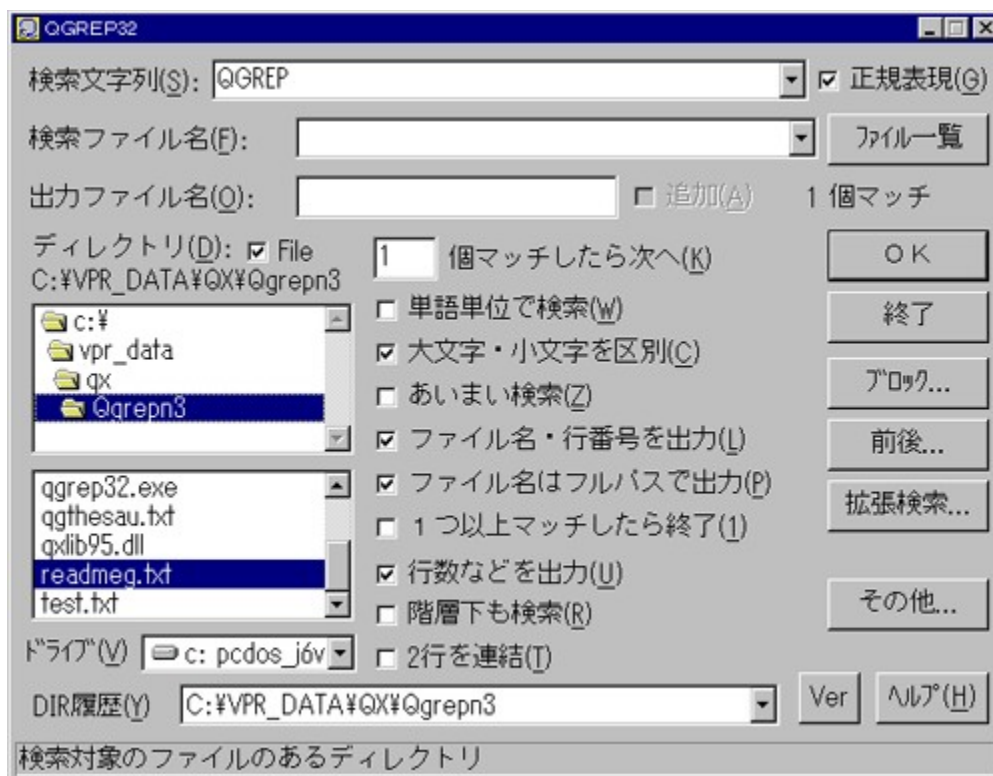 QGREP32
検索文字列(S): QGREP 正規表現(G)
検索ファイル名(F): ﾌｧｲﾙ一覧
出力ファイル名(O): 追加(A) 1 個マッチ
ディレクトリ(D): File
C:¥VPR_DATA¥QX¥Qgrepn3
1 個マッチしたら次へ(K)
OK
c:¥
vpr_data
qx
Qgrepn3
単語単位で検索(W)
終了
大文字・小文字を区別(C)
あいまい検索(Z)
ﾌﾞﾛｯｸ...
ファイル名・行番号を出力(L)
前後...
qgrep32.exe
qgthesau.txt
qxlib95.dll
readmeg.txt
test.txt
ファイル名はフルパスで出力(P)
拡張検索...
１つ以上マッチしたら終了(1)
行数などを出力(U)
階層下も検索(R)
その他...
ﾄﾞﾗｲﾌﾞ(V) c: pcdos_j6v 2行を連結(T)
DIR履歴(Y) C:¥VPR_DATA¥QX¥Qgrepn3 Ver ﾍﾙﾌﾟ(H)
検索対象のファイルのあるディレクトリ